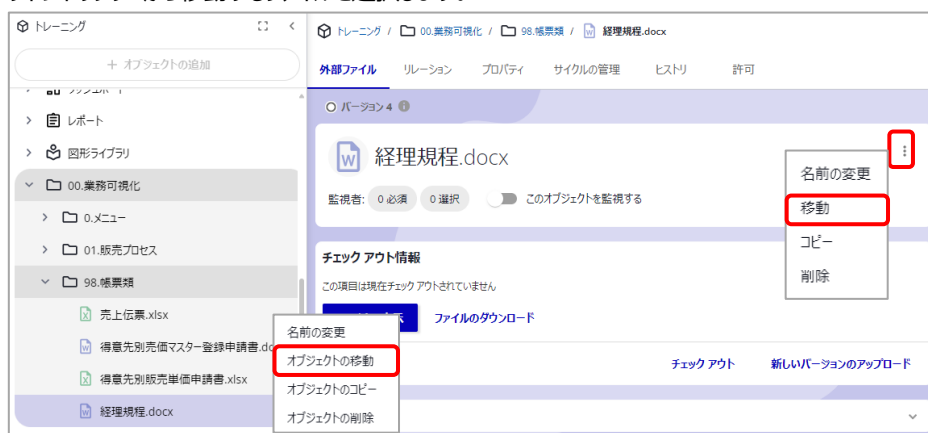 トレーニング
トレーニング / 00.業務可視化 / 98.帳票類 / 経理規程.docx
+ オブジェクトの追加
外部ファイル リレーション プロパティ サイクルの管理 ヒストリ 許可
バージョン 4
レポート
図形ライブラリ
経理規程.docx
00.業務可視化
監視者: 0 必須 0 選択 このオブジェクトを監視する
名前の変更
移動
コピー
削除
0.メニュー
01.販売プロセス
98.帳票類
チェック アウト情報
この項目は現在チェック アウトされていません
ファイルのダウンロード
売上伝票.xlsx
得意先別売価マスター登録申請書.do
得意先別販売単価申請書.xlsx
経理規程.docx
名前の変更
オブジェクトの移動
オブジェクトのコピー
オブジェクトの削除
チェック アウト 新しいバージョンのアップロード